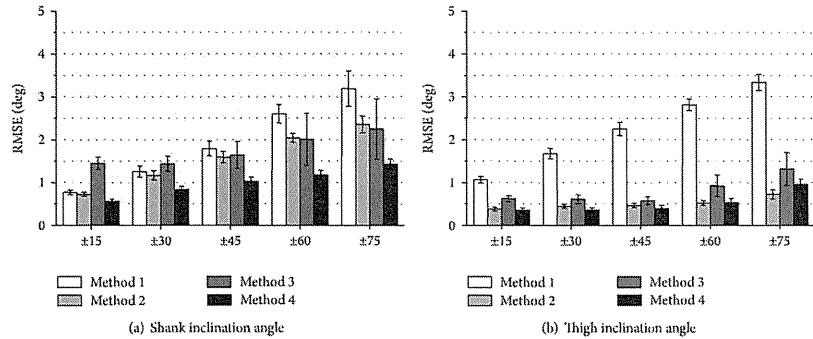 5
4
3
2
1
0
RMSE (deg)
±15 ±30 ±45 ±60 ±75
Method 1 Method 3
Method 2 Method 4
(a) Shank inclination angle
5
4
3
2
1
0
RMSE (deg)
±15 ±30 ±45 ±60 ±75
Method 1 Method 3
Method 2 Method 4
(b) Thigh inclination angle